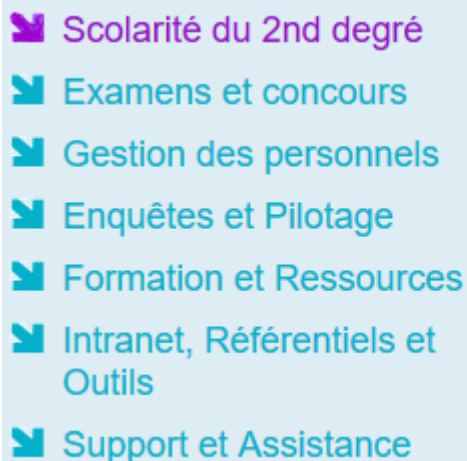 Scolarité du 2nd degré
Examens et concours
Gestion des personnels
Enquêtes et Pilotage
Formation et Ressources
Intranet, Référentiels et
Outils
Support et Assistance